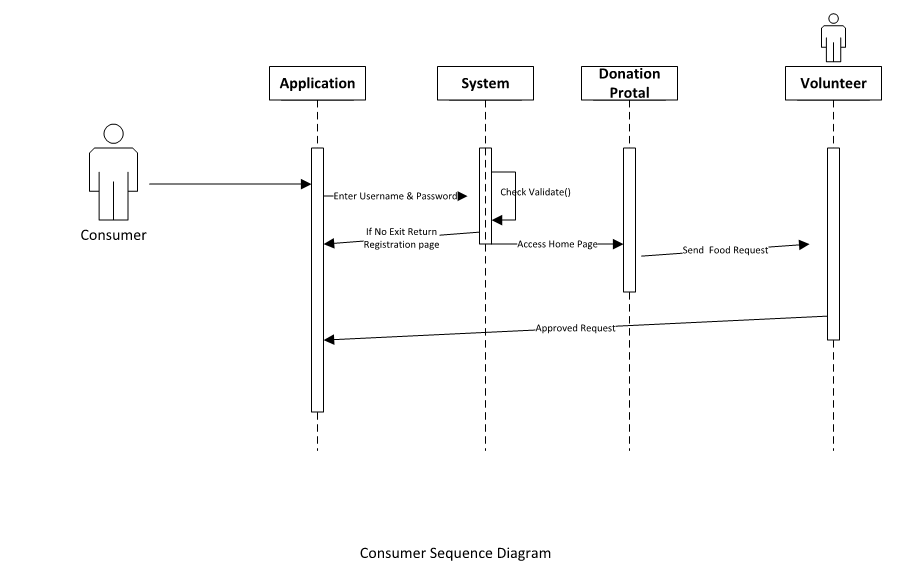 Application
System
Donation
Protal
Volunteer
Consumer
Enter Username & Password
Check Validate()
If No Exit Return
Registration page
Access Home Page
Send  Food Request
Approved Request
Consumer Sequence Diagram